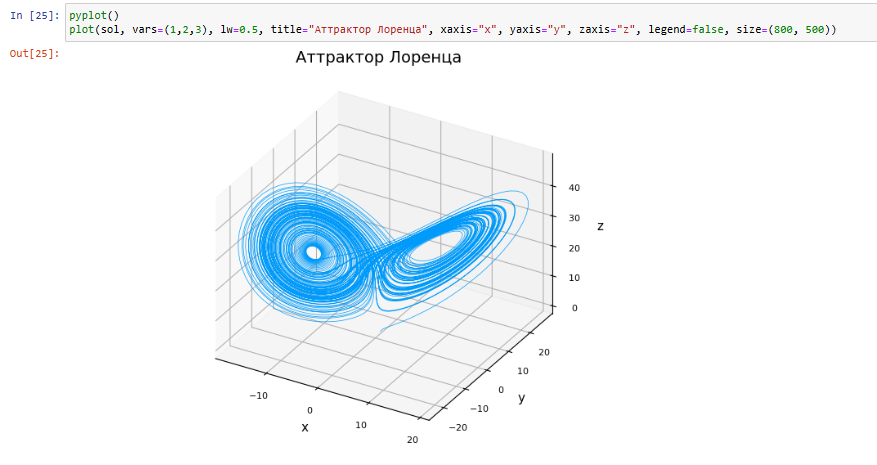 In [25]: pyplot()
plot(sol, vars=(1,2,3), lw=0.5, title="Аттрактор Лоренца", xaxis="x", yaxis="y", zaxis="z", legend=false, size=(800, 500))
Out[25]:
Аттрактор Лоренца
40
30
20
10
0
z
20
10
0
−10
−20
y
−10
0
10
20
x